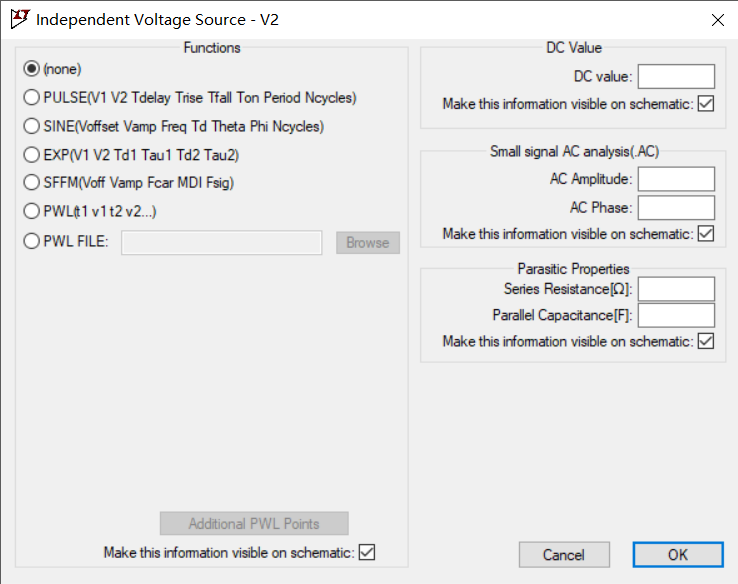 Independent Voltage Source - V2
Functions
(none)
PULSE(V1 V2 Tdelay Trise Tfall Ton Period Ncycles)
SINE(Voffset Vamp Freq Td Theta Phi Ncycles)
EXP(V1 V2 Td1 Tau1 Td2 Tau2)
SFFM(Voff Vamp Fcar MDI Fsig)
PWL(t1 v1 t2 v2...)
PWL FILE:
Browse
Additional PWL Points
Make this information visible on schematic:
DC Value
DC value:
Make this information visible on schematic:
Small signal AC analysis(.AC)
AC Amplitude:
AC Phase:
Make this information visible on schematic:
Parasitic Properties
Series Resistance[Ω]:
Parallel Capacitance[F]:
Make this information visible on schematic:
Cancel
OK